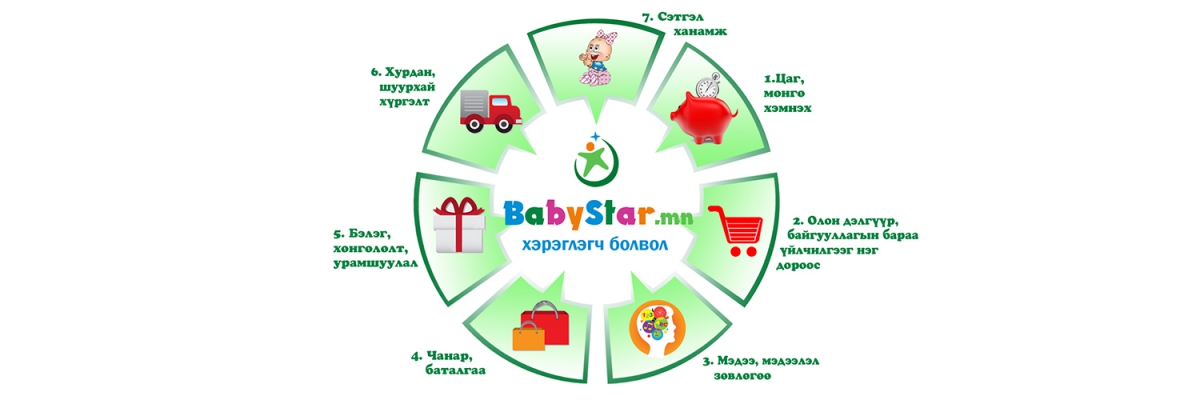 7. Сэтгэл
ханамж
1.Цаг,
мөнгө
хэмнэх
2. Олон дэлгүүр,
байгууллагын бараа
үйлчилгээг нэг
дороос
3. Мэдээ, мэдээлэл
зөвлөгөө
4. Чанар,
баталгаа
5. Бэлэг,
хөнгөлөлт,
урамшуулал
6. Хурдан,
шуурхай
хүргэлт
BabyStar.mn
хэрэглэгч болвол